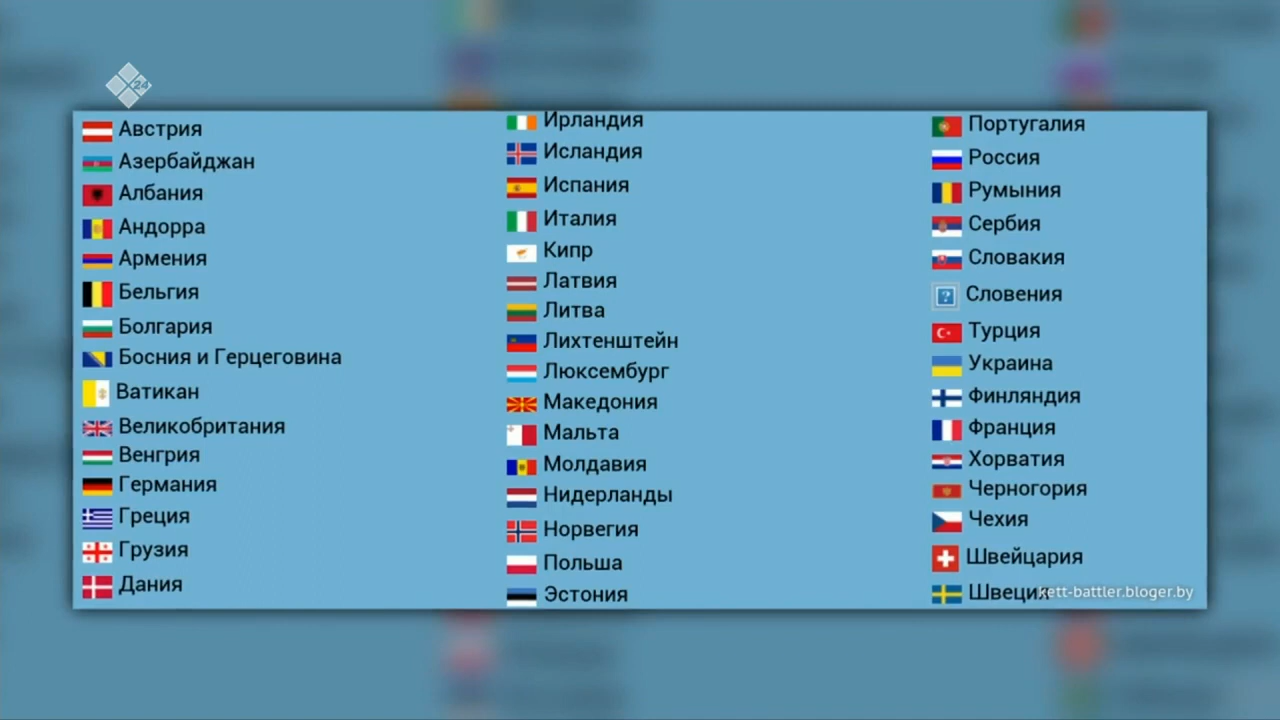 24
Австрия
Азербайджан
Албания
Андорра
Армения
Бельгия
Болгария
Босния и Герцеговина
Ватикан
Великобритания
Венгрия
Германия
Греция
Грузия
Дания
Ирландия
Исландия
Испания
Италия
Кипр
Латвия
Литва
Лихтенштейн
Люксембург
Македония
Мальта
Молдавия
Нидерланды
Норвегия
Польша
Эстония
Португалия
Россия
Румыния
Сербия
Словакия
Словения
Турция
Украина
Финляндия
Франция
Хорватия
Черногория
Чехия
Швейцария
Швеция
kett-battler.bloger.by